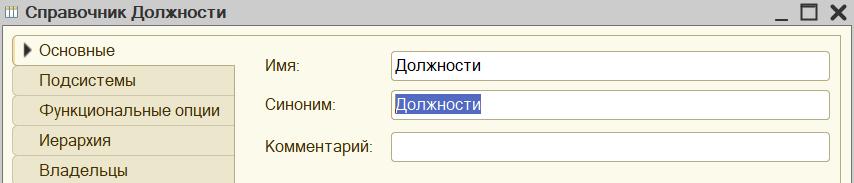 Справочник Должности
Основные
Подсистемы
Функциональные опции
Иерархия
Владельцы
Имя: Должности
Синоним: Должности
Комментарий: